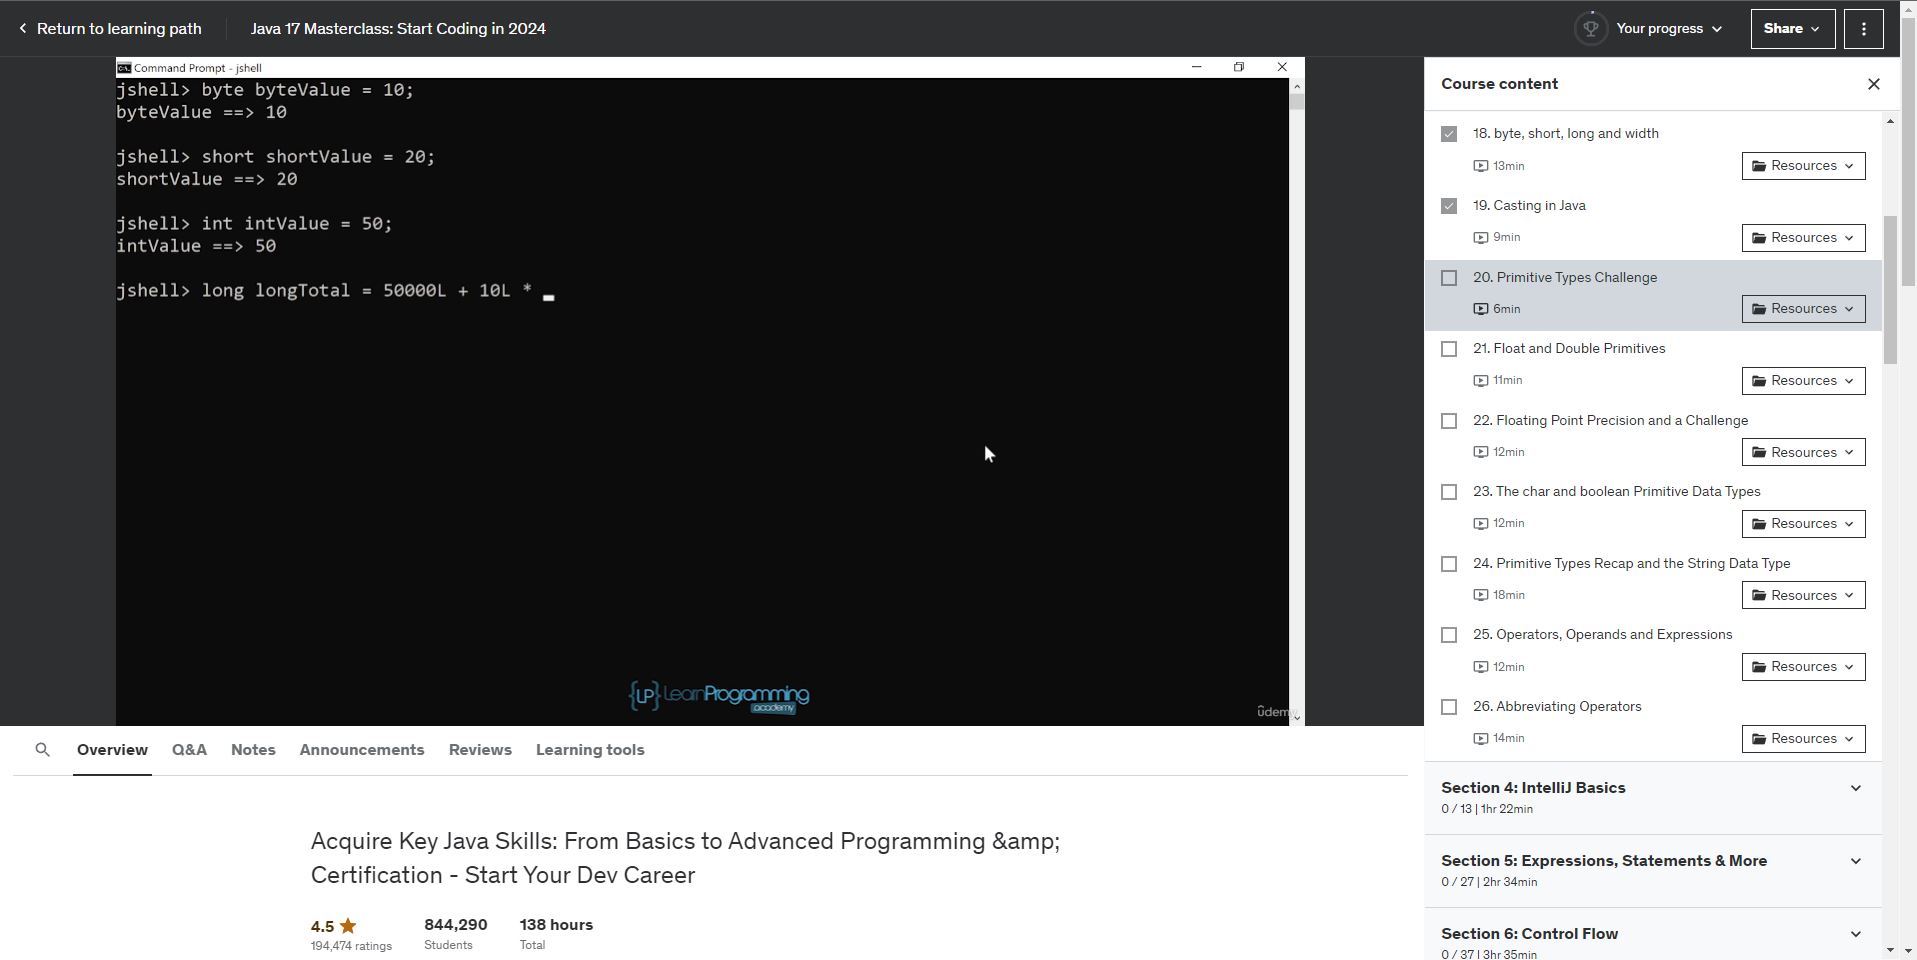 Return to learning path
Java 17 Masterclass: Start Coding in 2024
Your progress
Share
Command Prompt - jshell
jshell> byte byteValue = 10;
byteValue ==> 10
jshell> short shortValue = 20;
shortValue ==> 20
jshell> int intValue = 50;
intValue ==> 50
jshell> long longTotal = 50000L + 10L *
{LP} LearnProgramming
academy
udemy
Overview
Q&A
Notes
Announcements
Reviews
Learning tools
Acquire Key Java Skills: From Basics to Advanced Programming &amp;
Certification - Start Your Dev Career
4.5
844,290
138 hours
194,474 ratings
Students
Total
Course content
18. byte, short, long and width
13min
Resources
19. Casting in Java
9min
Resources
20. Primitive Types Challenge
6min
Resources
21. Float and Double Primitives
11min
Resources
22. Floating Point Precision and a Challenge
12min
Resources
23. The char and boolean Primitive Data Types
12min
Resources
24. Primitive Types Recap and the String Data Type
18min
Resources
25. Operators, Operands and Expressions
12min
Resources
26. Abbreviating Operators
14min
Resources
Section 4: IntelliJ Basics
0 / 13 | 1hr 22min
Section 5: Expressions, Statements & More
0 / 27 | 2hr 34min
Section 6: Control Flow
0 / 37 | 3hr 35min